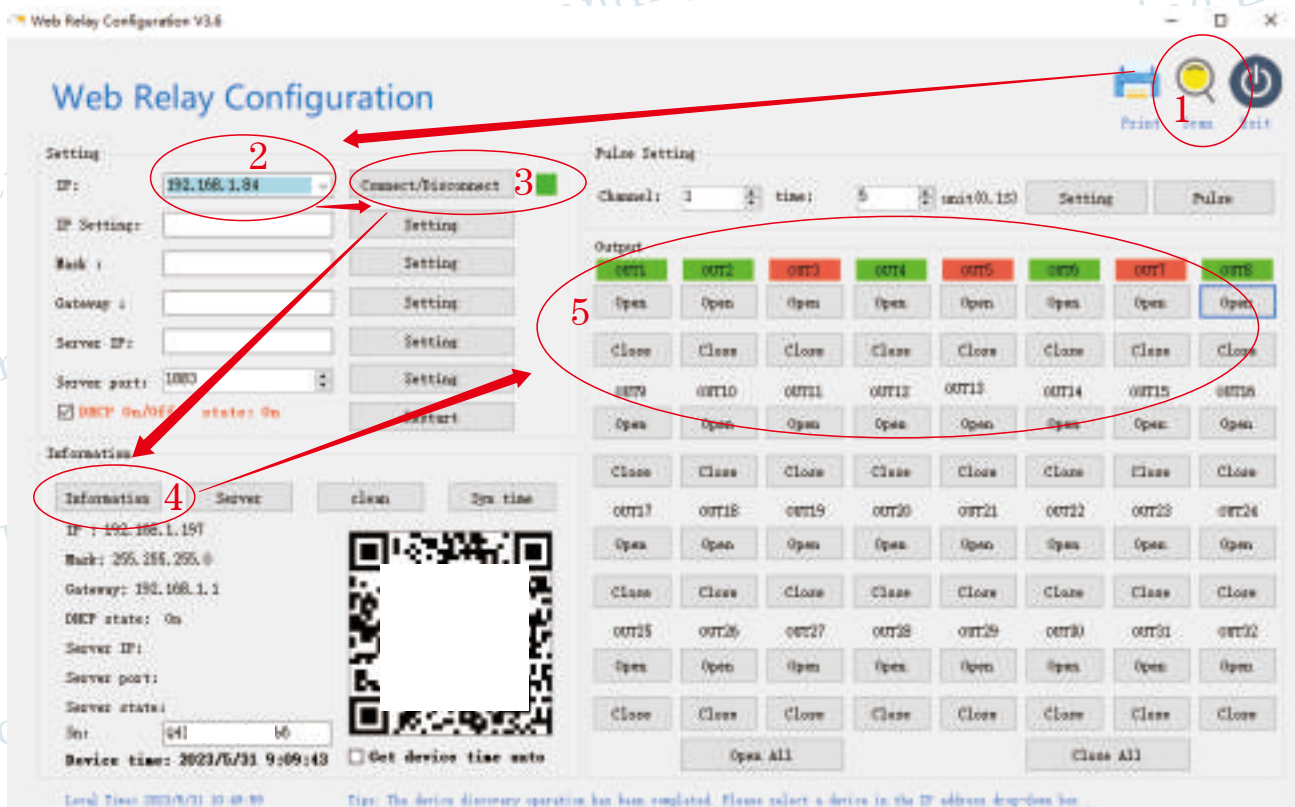 Web Relay Configuration V3.6
Web Relay Configuration
1
Print Scan Exit
Setting
2
IP: 192.168.1.84 Connect/Disconnect 3
IP Setting: Setting
Mask : Setting
Gateway : Setting
Server IP: Setting
Server port: 1883 Setting
DHCP On/Off state: On Restart
Pulse Setting
Channel: 1 time: 5 unit(0.1S) Setting Pulse
Output
OUT1 OUT2 OUT3 OUT4 OUT5 OUT6 OUT7 OUT8
5
Open Open Open Open Open Open Open Open
Close Close Close Close Close Close Close Close
OUT9 OUT10 OUT11 OUT12 OUT13 OUT14 OUT15 OUT16
Open Open Open Open Open Open Open Open
Close Close Close Close Close Close Close Close
OUT17 OUT18 OUT19 OUT20 OUT21 OUT22 OUT23 OUT24
Open Open Open Open Open Open Open Open
Close Close Close Close Close Close Close Close
OUT25 OUT26 OUT27 OUT28 OUT29 OUT30 OUT31 OUT32
Open Open Open Open Open Open Open Open
Close Close Close Close Close Close Close Close
Open All Close All
Information
Information 4 Server clean Syn time
IP : 192.168.1.197
Mask: 255.255.255.0
Gateway: 192.168.1.1
DHCP state: On
Server IP:
Server port:
Server state:
Sn: b6
Device time: 2023/5/31 9:09:43 Get device time auto
Local Time: 2023/5/31
Tips: The device discovery operation has been completed. Please select a device in the IP address drop-down box